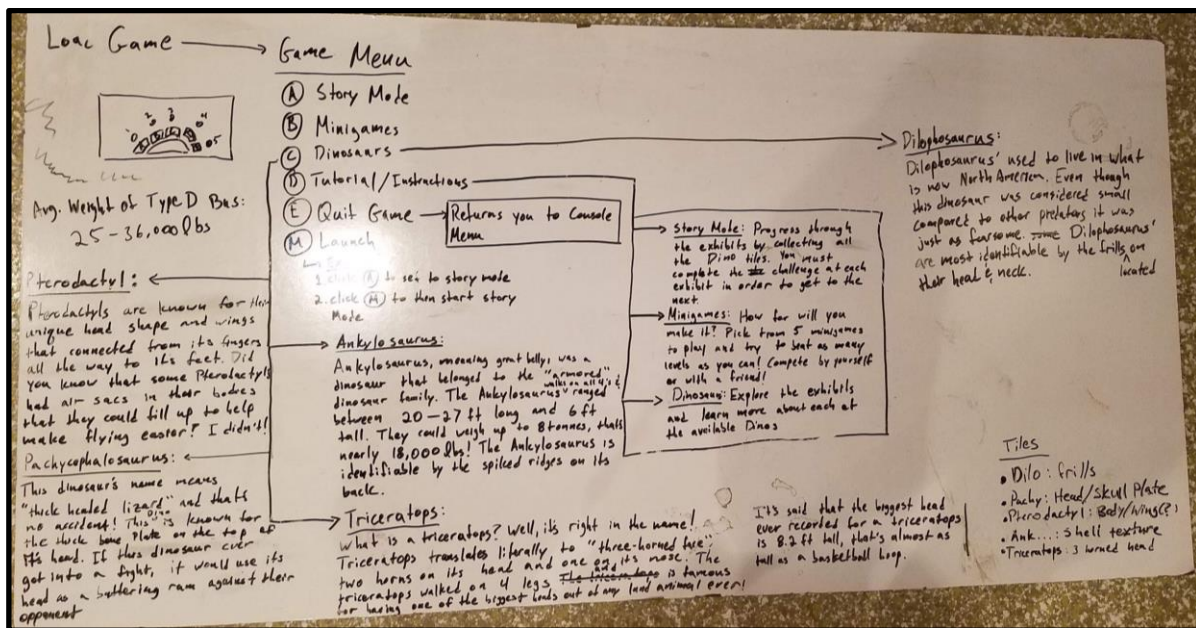 Loac Game
Game Menu
A Story Mode
B Minigames
C Dinosaurs
D Tutorial/Instructions
E Quit Game
Returns you to Console
Menu
M Launch
1. click A to set to story mode
2. click M to then start story
Mode
0 2 3 4 05
Avg. Weight of Type D Bus:
25-36,000lbs
Pterodactyl:
Pterodactyls are known for their
unique head shape and wings
that connected from its fingers
all the way to its feet. Did
you know that some Pterodactyls
had air sacs in their bodies
that they could fill up to help
make flying easier? I didn't!
Pachycephalosaurus:
This dinosaur's name means
"thick headed lizard" and thats
no accident! This Dino is known for
the thick bone plate on the top of
It's head. If this dinosaur ever
got into a fight, it would use its
head as a battering ram against their
opponent
Ankylosaurus:
Ankylosaurus, meaning great belly, was a
dinosaur that belonged to the "armored"
dinosaur family. The Ankylosaurus walks on all 4's & ranged
between 20-27 ft long and 6 ft
tall. They could weigh up to 8 tonnes, thats
nearly 18,000 lbs! The Ankylosaurus is
identifiable by the spiked ridges on its
back.
Triceratops:
What is a triceratops? Well, it's right in the name!
Triceratops translates literally, to "three-horned face"
two horns on its head and one on its nose. The
triceratops walked on 4 legs and is famous
for having one of the biggest heads out of any land animal ever!
It's said that the biggest head
ever recorded for a triceratops
is 8.2 ft tall, that's almost as
tall as a basketball hoop.
Story Mode: Progress through
the exhibits by collecting all
the Dino tiles. You must
complete the challenge at each
exhibit in order to get to the
next.
Minigames: How far will you
make it? Pick from 5 minigames
to play and try to beat as many
levels as you can! Compete by yourself
or with a friend!
Dinosaurs: Explore the exhibits
and learn more about each of
the available Dinos
Dilophosaurus:
Dilophosaurus' used to live in what
is now North America. Even though
this dinosaur was considered small
compared to other predators it was
just as fearsome. Dilophosaurus'
are most identifiable by the frills located on
their head & neck.
Tiles
• Dilo: frills
• Pachy: Head/Skull Plate
• Pterodactyl: Body/Wing(?)
• Ank...: Shell texture
• Triceratops: 3 horned head